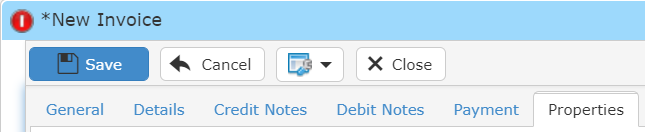 *New Invoice
Save Cancel Close
General Details Credit Notes Debit Notes Payment Properties